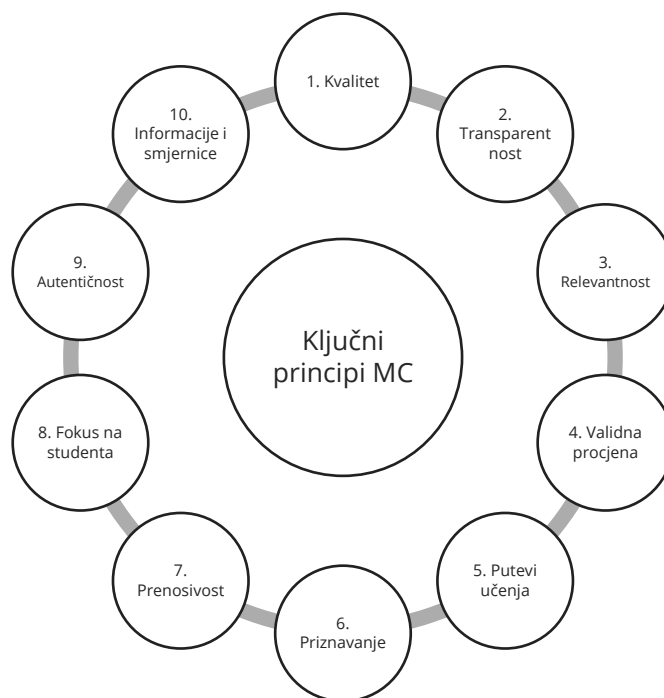 1. Kvalitet
2.
Transparent
nost
3.
Relevantnost
4. Validna
procjena
5. Putevi
učenja
6.
Priznavanje
7.
Prenosivost
8. Fokus na
studenta
9.
Autentičnost
10.
Informacije i
smjernice
Ključni
principi MC